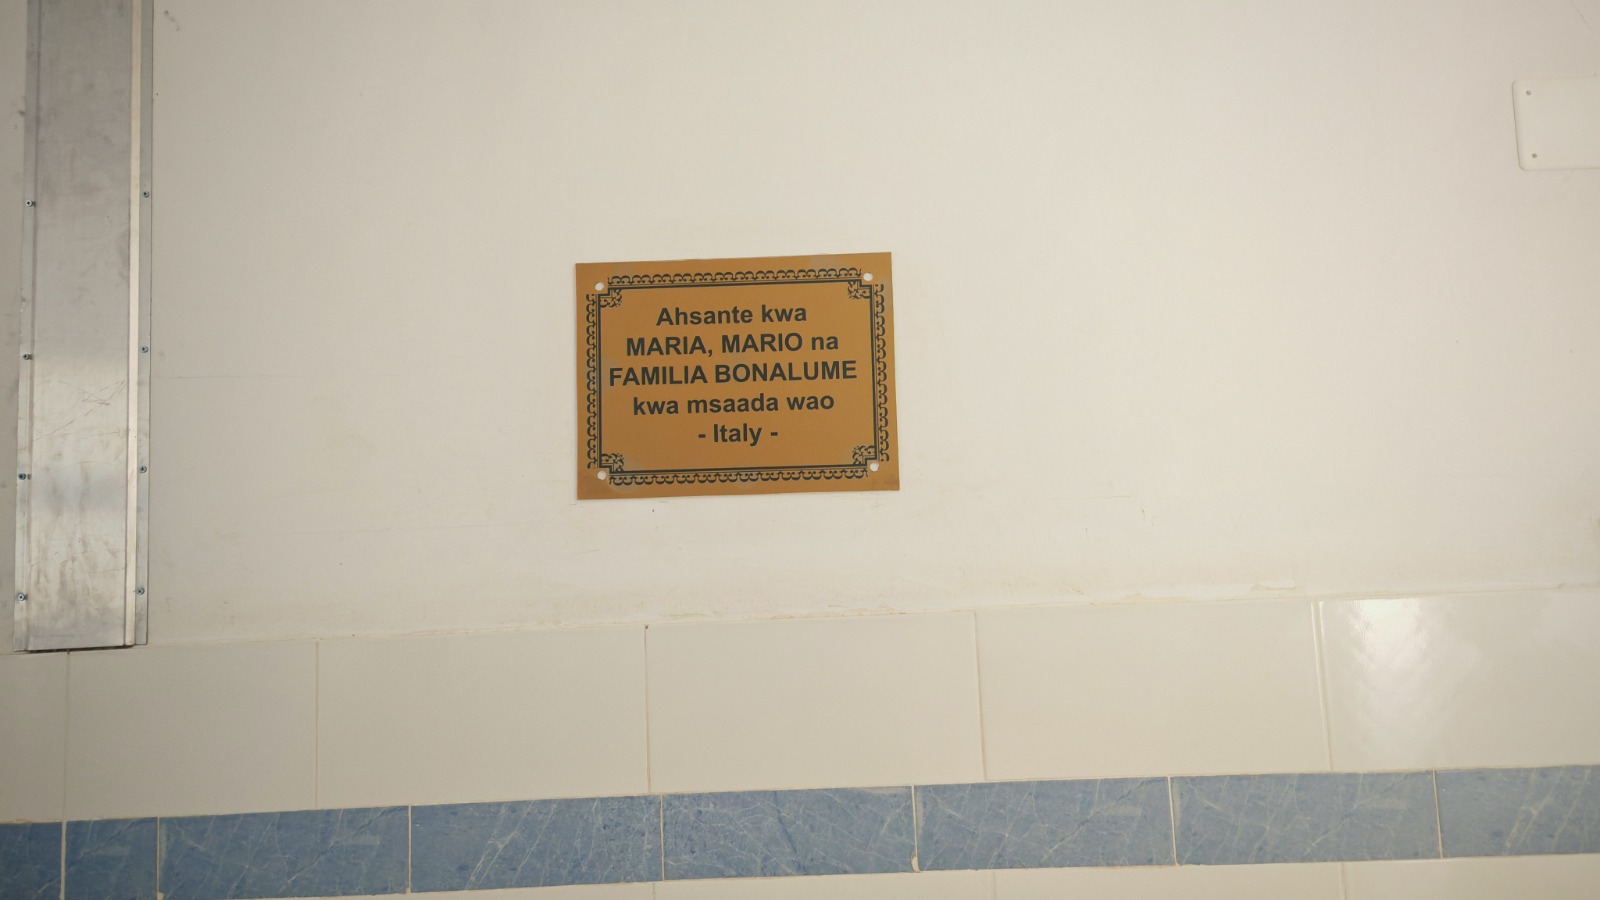 Ahsante kwa
MARIA, MARIO na
FAMILIA BONALUME
kwa msaada wao
- Italy -